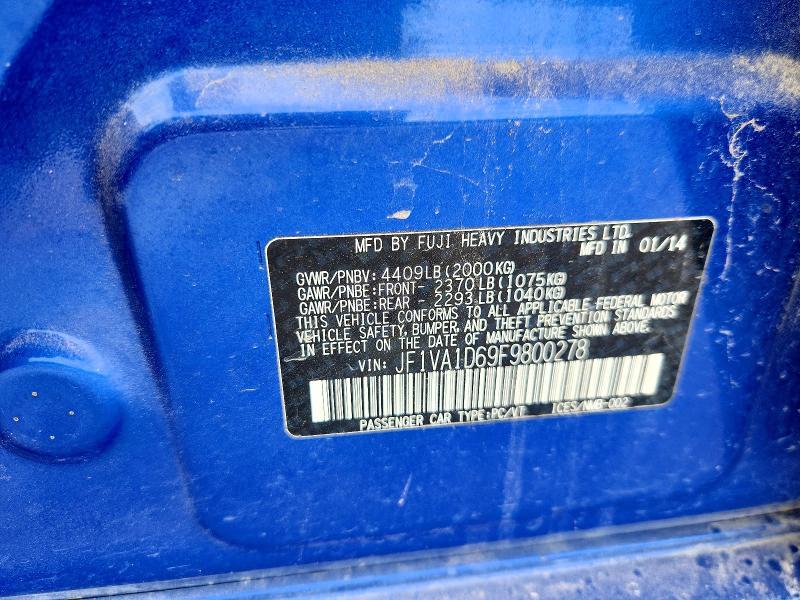 MFD BY FUJI HEAVY INDUSTRIES LTD.
MFD IN 01/14
GVWR/PNBV: 4409LB(2000KG)
GAWR/PNBE:FRONT- 2370LB(1075KG)
GAWR/PNBE:REAR - 2293LB(1040KG)
THIS VEHICLE CONFORMS TO ALL APPLICABLE FEDERAL MOTOR
VEHICLE SAFETY, BUMPER, AND THEFT PREVENTION STANDARDS
IN EFFECT ON THE DATE OF MANUFACTURE SHOWN ABOVE.
VIN: JF1VA1D69F9800278
PASSENGER CAR TYPE:PC/VT ICES/NMB-002